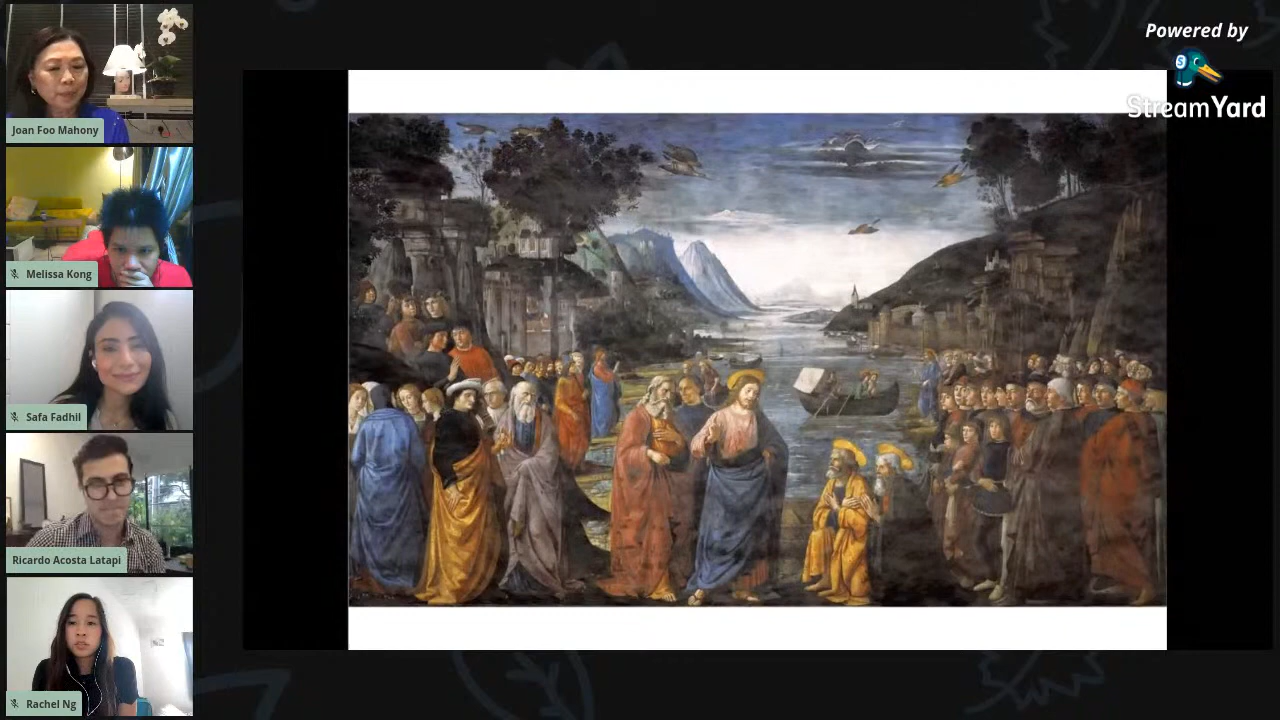 Joan Foo Mahony
Melissa Kong
Safa Fadhil
Ricardo Acosta Latapi
Rachel Ng
Powered by
S
StreamYard